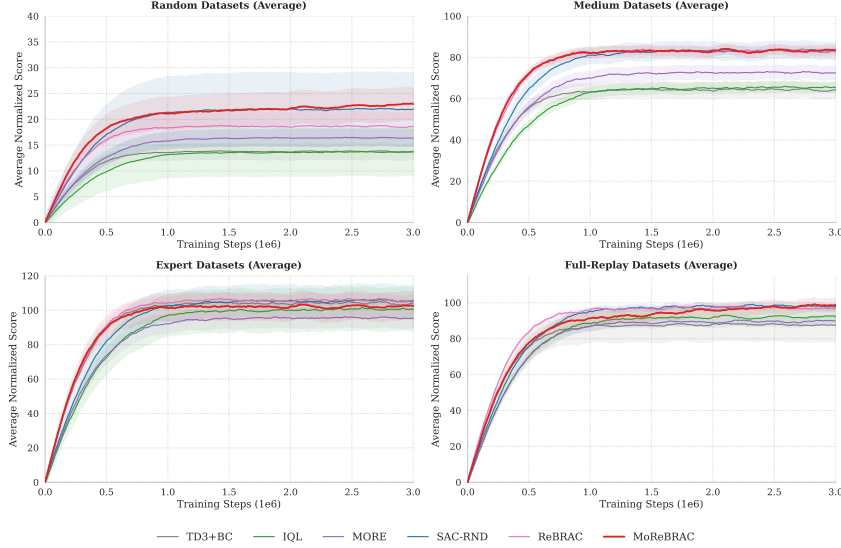 Random Datasets (Average)
Average Normalized Score
40
35
30
25
20
15
10
5
0
0.0 0.5 1.0 1.5 2.0 2.5 3.0
Training Steps (1e6)
Medium Datasets (Average)
Average Normalized Score
100
80
60
40
20
0
0.0 0.5 1.0 1.5 2.0 2.5 3.0
Training Steps (1e6)
Expert Datasets (Average)
Average Normalized Score
120
100
80
60
40
20
0
0.0 0.5 1.0 1.5 2.0 2.5 3.0
Training Steps (1e6)
Full-Replay Datasets (Average)
Average Normalized Score
100
80
60
40
20
0
0.0 0.5 1.0 1.5 2.0 2.5 3.0
Training Steps (1e6)
TD3+BC IQL MORE SAC-RND ReBRAC MoReBRAC